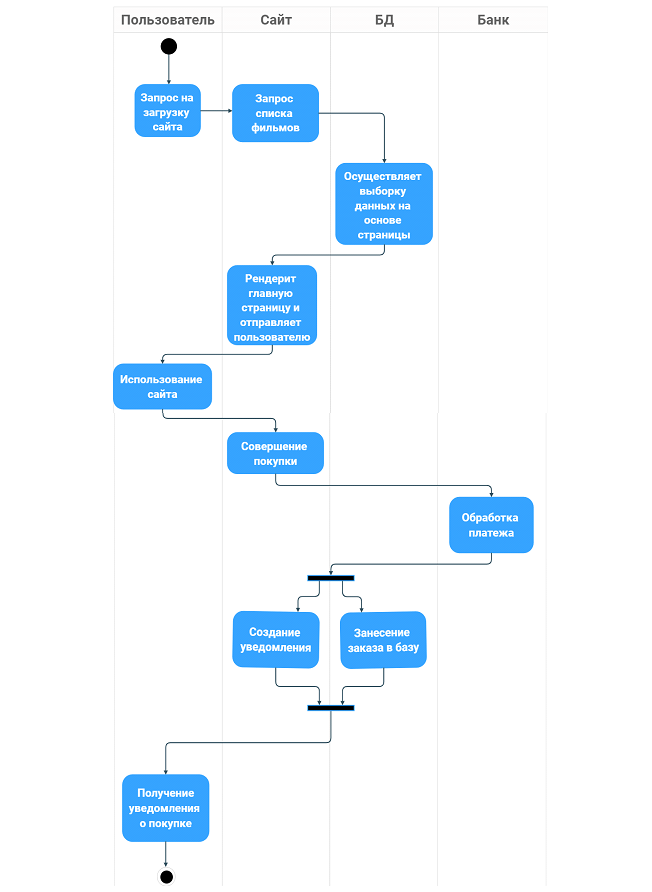 Пользователь Сайт БД Банк
Запрос на
загрузку
сайта
Запрос
списка
фильмов
Осуществляет
выборку
данных на
основе
страницы
Рендерит
главную
страницу и
отправляет
пользователю
Использование
сайта
Совершение
покупки
Обработка
платежа
Создание
уведомления
Занесение
заказа в базу
Получение
уведомления
о покупке